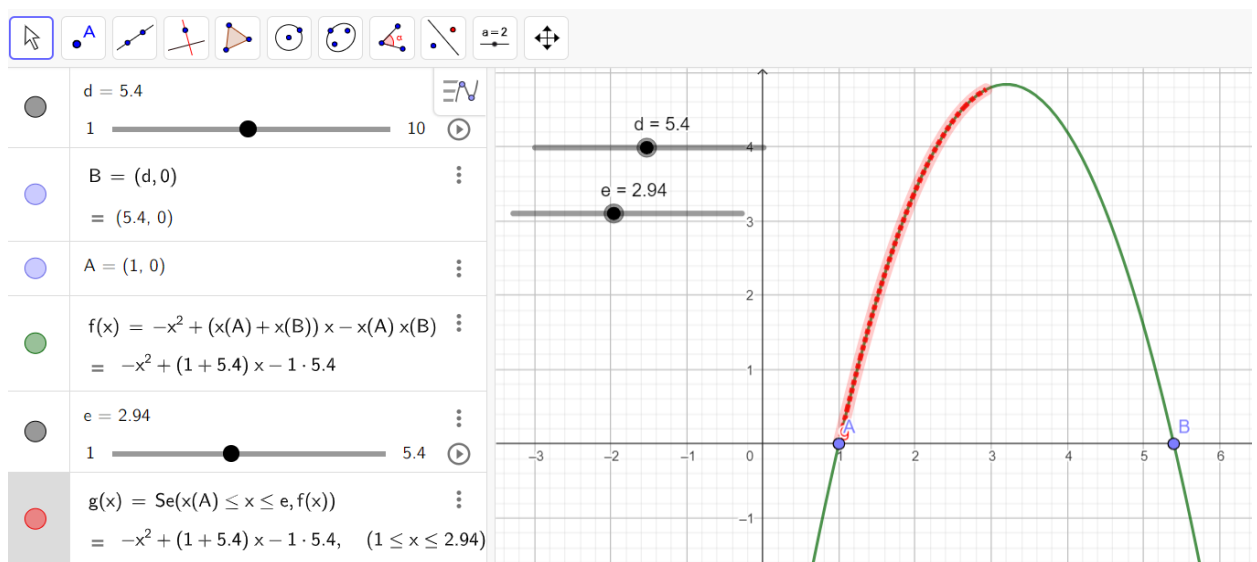 A
α
a=2
d = 5.4
1 10
B = (d,0)
= (5.4, 0)
A = (1, 0)
f(x) = −x² + (x(A) + x(B)) x − x(A) x(B)
= −x² + (1 + 5.4) x − 1 · 5.4
e = 2.94
1 5.4
g(x) = Se(x(A) ≤ x ≤ e, f(x))
= −x² + (1 + 5.4) x − 1 · 5.4, (1 ≤ x ≤ 2.94)
d = 5.4
4
e = 2.94
3
2
1
g
A
B
−3 −2 −1 0 1 2 3 4 5 6
−1